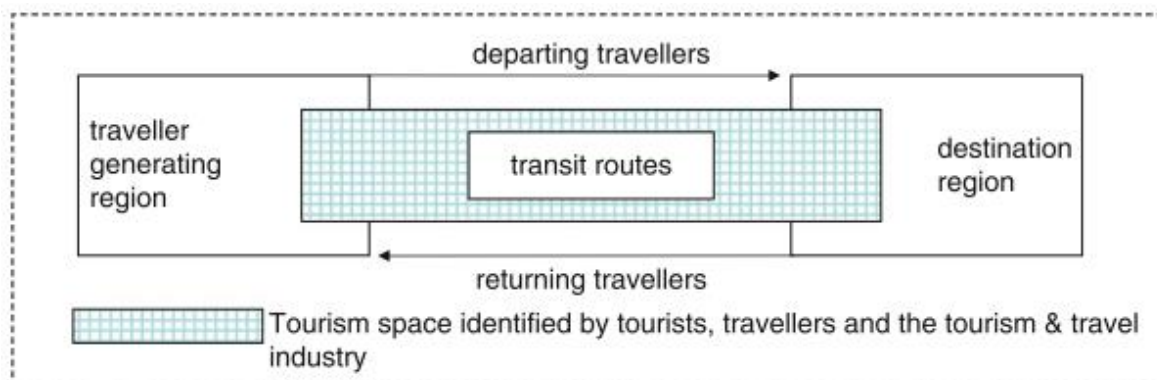 departing travellers
traveller
generating
region
transit routes
destination
region
returning travellers
Tourism space identified by tourists, travellers and the tourism & travel
industry